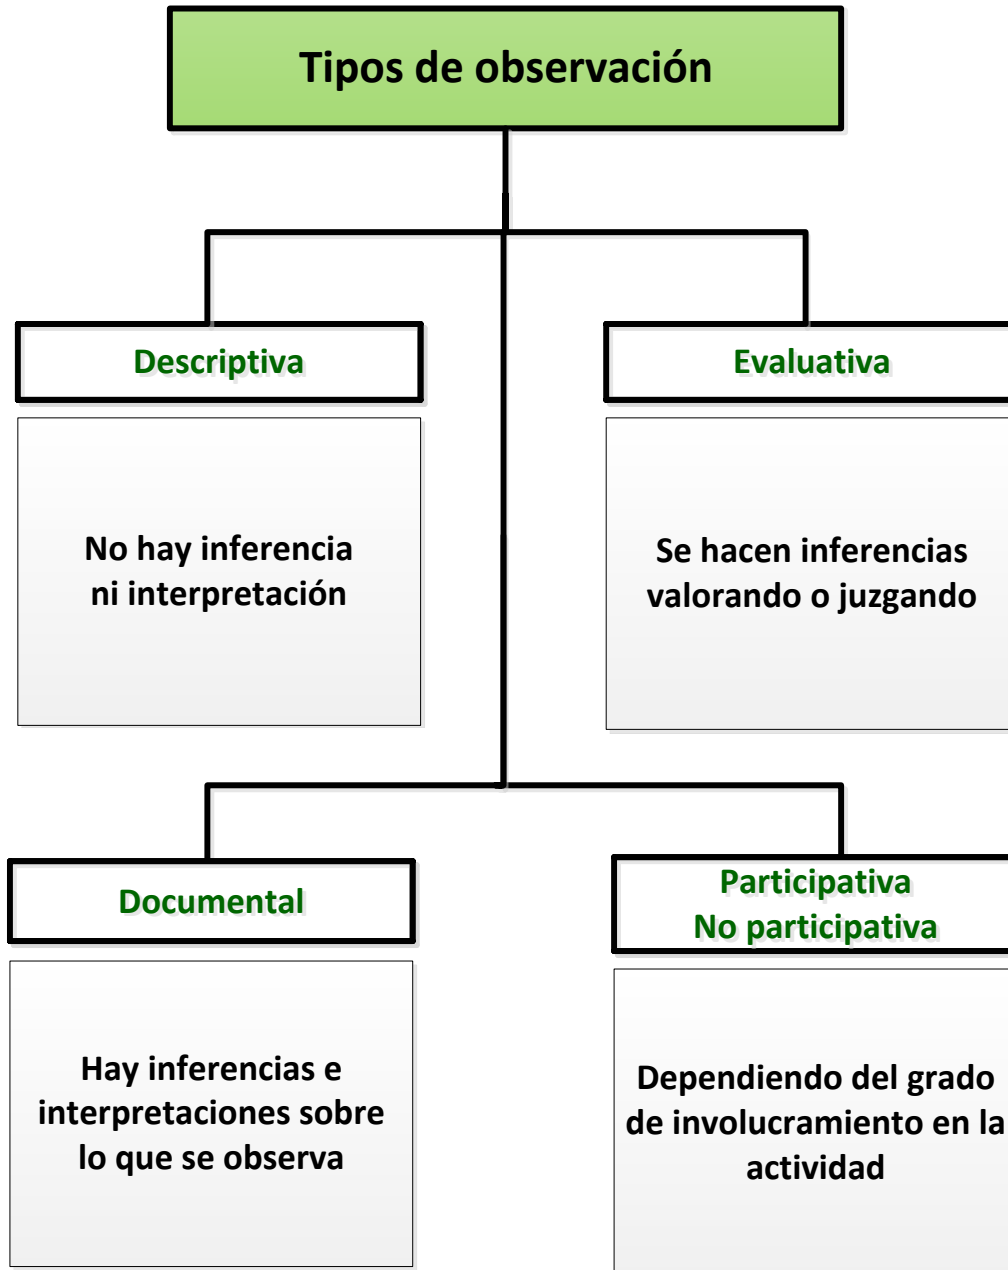 Tipos de observación
Descriptiva
No hay inferencia
ni interpretación
Evaluativa
Se hacen inferencias
valorando o juzgando
Documental
Hay inferencias e
interpretaciones sobre
lo que se observa
Participativa
No participativa
Dependiendo del grado
de involucramiento en la
actividad